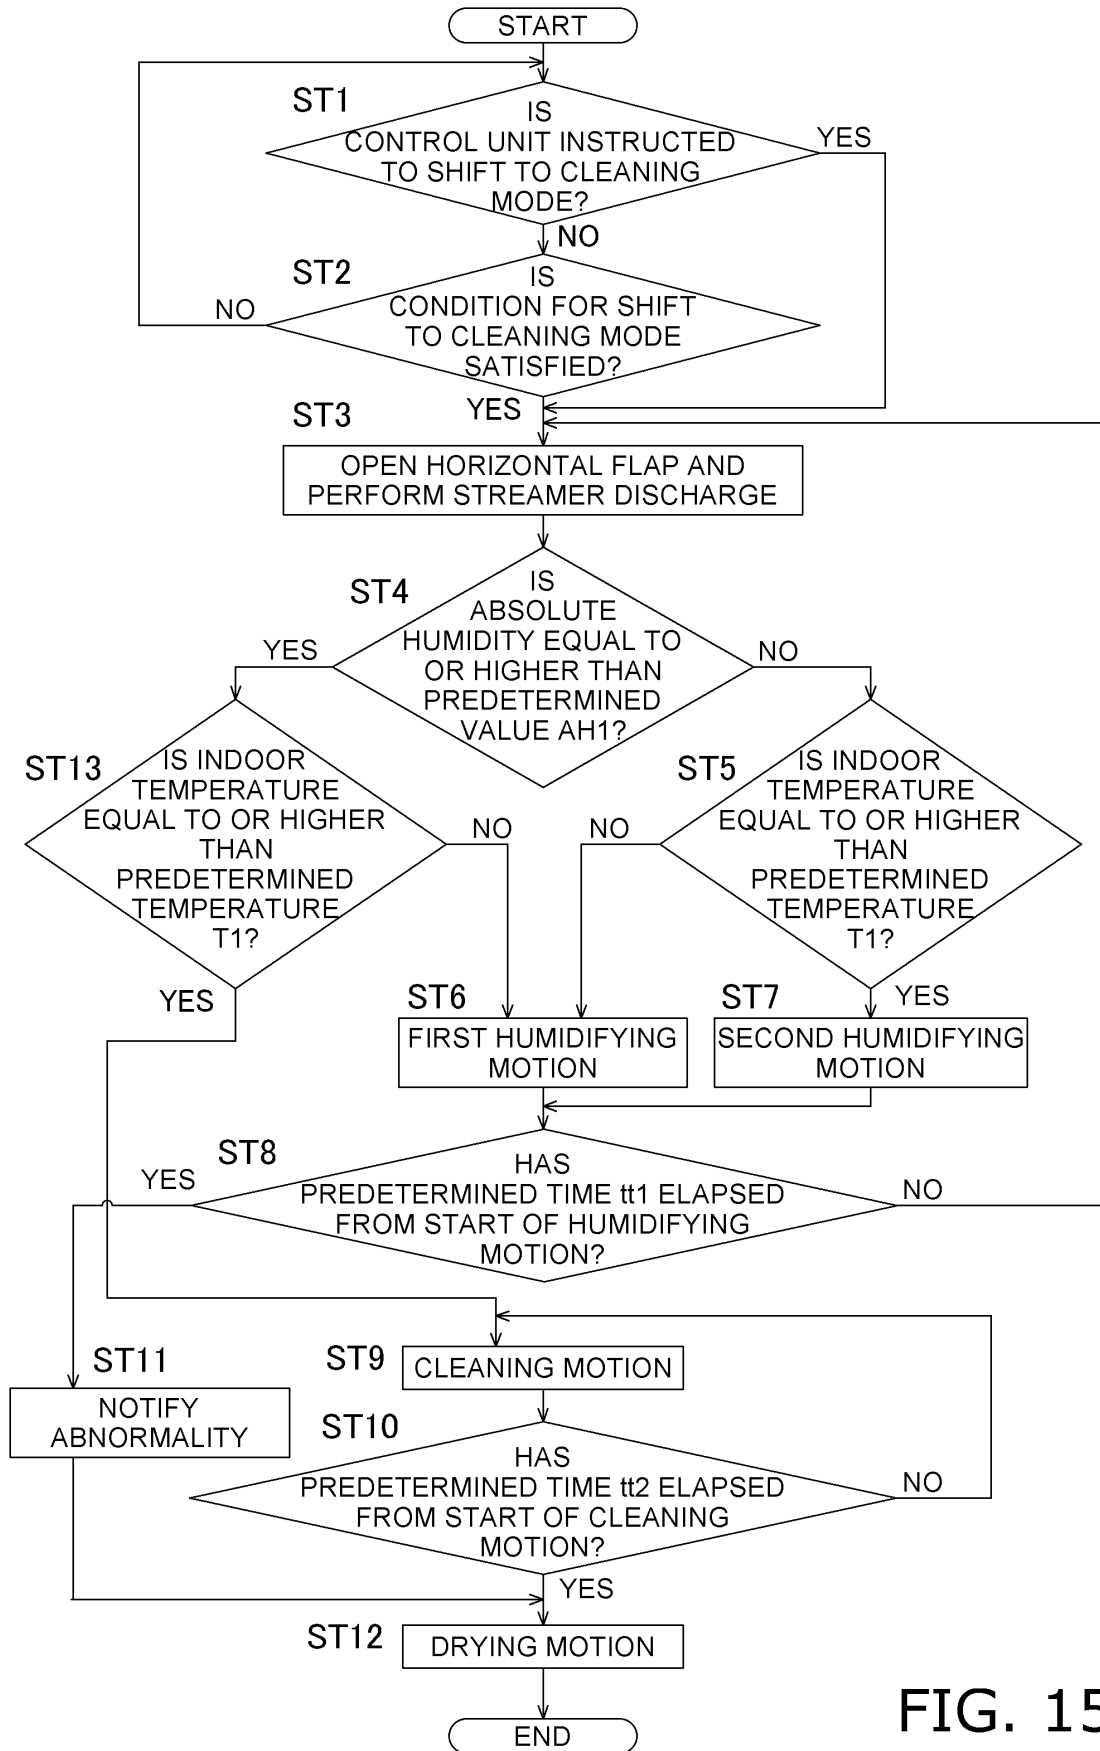 START
ST1
IS
CONTROL UNIT INSTRUCTED
TO SHIFT TO CLEANING
MODE?
YES
NO
ST2
IS
CONDITION FOR SHIFT
TO CLEANING MODE
SATISFIED?
NO
YES
ST3
OPEN HORIZONTAL FLAP AND
PERFORM STREAMER DISCHARGE
ST4
IS
ABSOLUTE
HUMIDITY EQUAL TO
OR HIGHER THAN
PREDETERMINED
VALUE AH1?
YES
NO
ST13
IS INDOOR
TEMPERATURE
EQUAL TO OR HIGHER
THAN
PREDETERMINED
TEMPERATURE
T1?
NO
YES
ST5
IS INDOOR
TEMPERATURE
EQUAL TO OR HIGHER
THAN
PREDETERMINED
TEMPERATURE
T1?
NO
YES
ST6
FIRST HUMIDIFYING
MOTION
ST7
SECOND HUMIDIFYING
MOTION
ST8
HAS
PREDETERMINED TIME tt1 ELAPSED
FROM START OF HUMIDIFYING
MOTION?
YES
NO
ST11
NOTIFY
ABNORMALITY
ST9
CLEANING MOTION
ST10
HAS
PREDETERMINED TIME tt2 ELAPSED
FROM START OF CLEANING
MOTION?
NO
YES
ST12
DRYING MOTION
END
FIG. 15